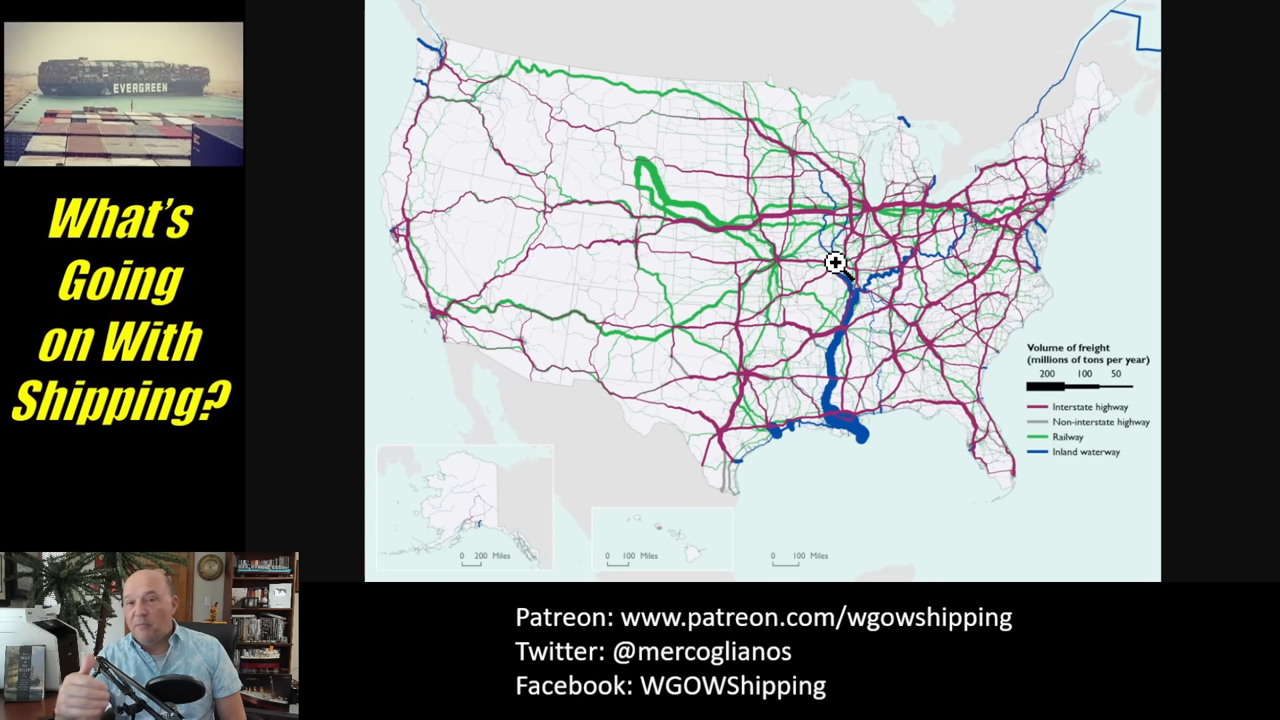 EVERGREEN
What's
Going
on With
Shipping?
Volume of freight
(millions of tons per year)
200 100 50
Interstate highway
Non-interstate highway
Railway
Inland waterway
0 200 Miles
0 100 Miles
0 100 Miles
Patreon: www.patreon.com/wgowshipping
Twitter: @mercoglianos
Facebook: WGOWShipping